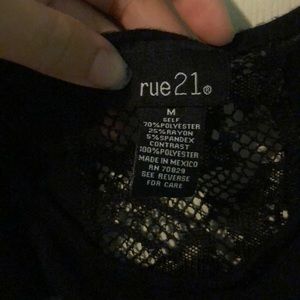 rue21®
M
SELF
70%POLYESTER
25%RAYON
5%SPANDEX
CONTRAST
100%POLYESTER
MADE IN MEXICO
RN 70829
SEE REVERSE
FOR CARE